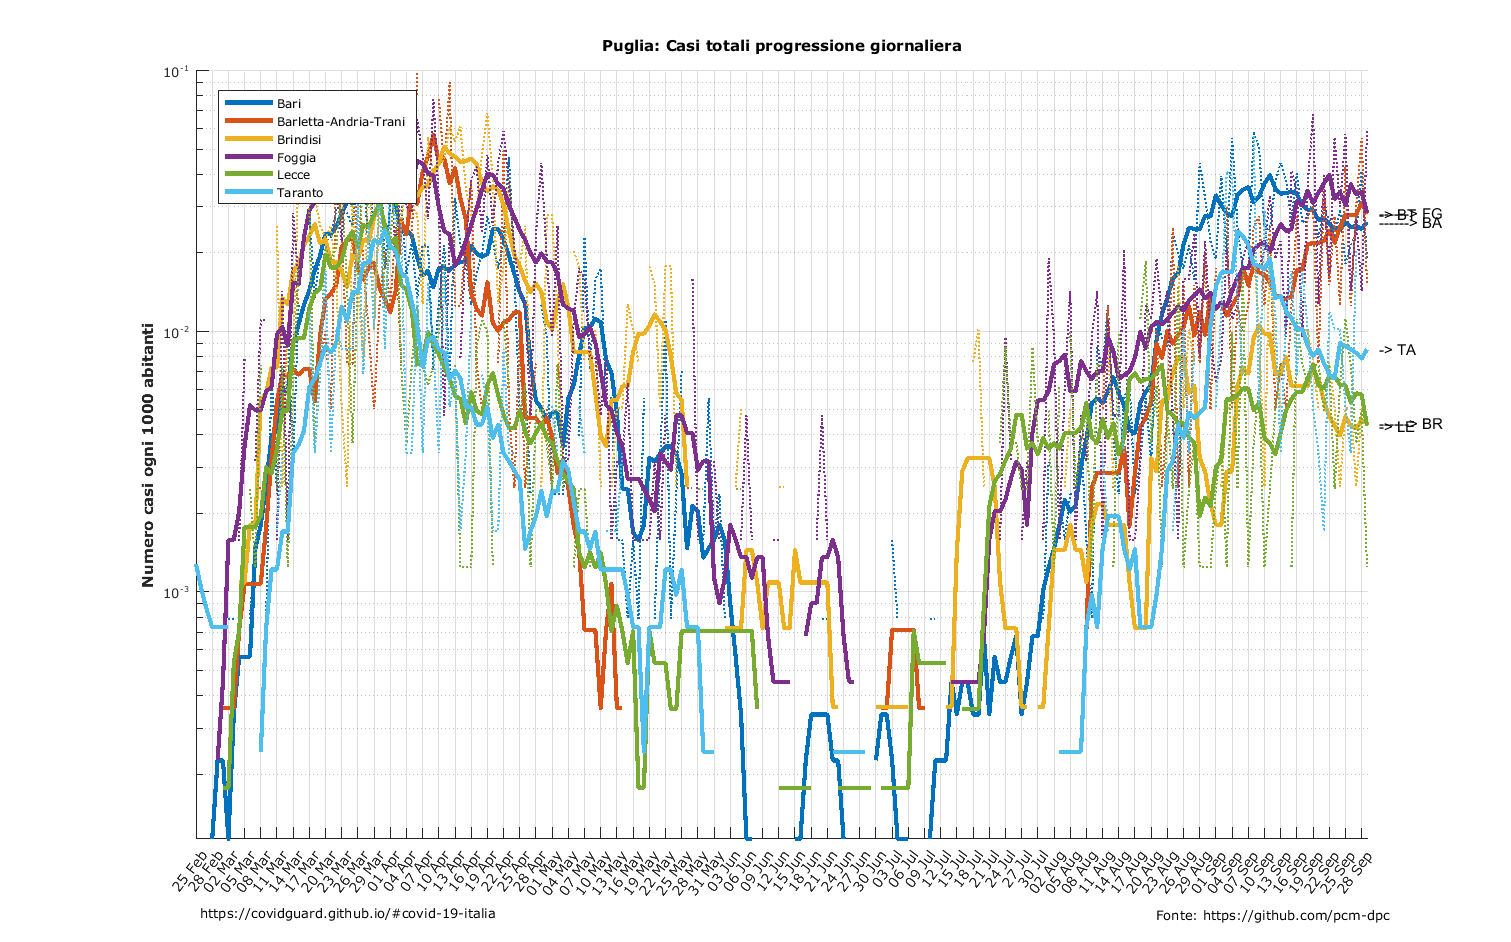 Puglia: Casi totali progressione giornaliera
10⁻¹
10⁻²
10⁻³
Numero casi ogni 1000 abitanti
Bari
Barletta-Andria-Trani
Brindisi
Foggia
Lecce
Taranto
-> BT
-----> FG
-----> BA
-> TA
-----> BR
-> LE
25 Feb
28 Feb
02 Mar
05 Mar
08 Mar
11 Mar
14 Mar
17 Mar
20 Mar
23 Mar
26 Mar
29 Mar
01 Apr
04 Apr
07 Apr
10 Apr
13 Apr
16 Apr
19 Apr
22 Apr
25 Apr
28 Apr
01 May
04 May
07 May
10 May
13 May
16 May
19 May
22 May
25 May
28 May
31 May
03 Jun
06 Jun
09 Jun
12 Jun
15 Jun
18 Jun
21 Jun
24 Jun
27 Jun
30 Jun
03 Jul
06 Jul
09 Jul
12 Jul
15 Jul
18 Jul
21 Jul
24 Jul
27 Jul
30 Jul
02 Aug
05 Aug
08 Aug
11 Aug
14 Aug
17 Aug
20 Aug
23 Aug
26 Aug
29 Aug
01 Sep
04 Sep
07 Sep
10 Sep
13 Sep
16 Sep
19 Sep
22 Sep
25 Sep
28 Sep
https://covidguard.github.io/#covid-19-italia
Fonte: https://github.com/pcm-dpc